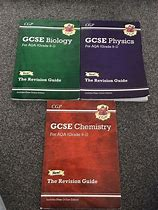 CGP
GCSE Biology
For AQA (Grade 9-1)
The Revision Guide
CGP
GCSE Physics
For AQA (Grade 9-1)
The Revision Guide
CGP
GCSE Chemistry
For AQA (Grade 9-1)
The Revision Guide